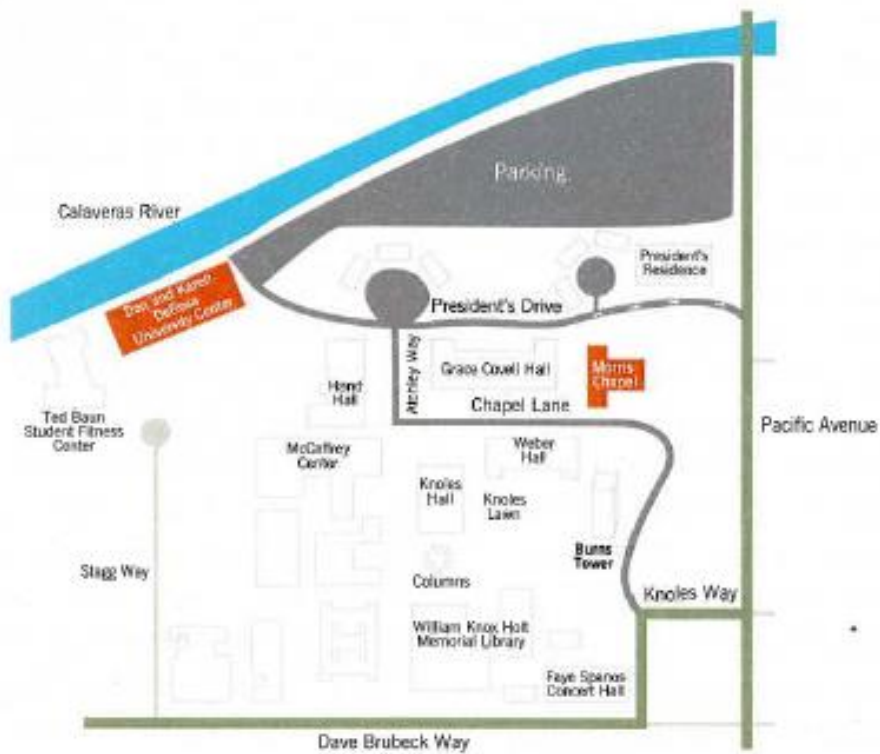 Parking
Calaveras River
President's
Residence
Don and Karen
DeRosa
University Center
President's Drive
Atchley Way
Grace Covell Hall
Morris
Chapel
Hand
Hall
Chapel Lane
Ted Baun
Student Fitness
Center
Pacific Avenue
McCaffrey
Center
Weber
Hall
Knoles
Hall
Knoles
Lawn
Burns
Tower
Stagg Way
Columns
Knoles Way
William Knox Holt
Memorial Library
Faye Spanos
Concert Hall
Dave Brubeck Way